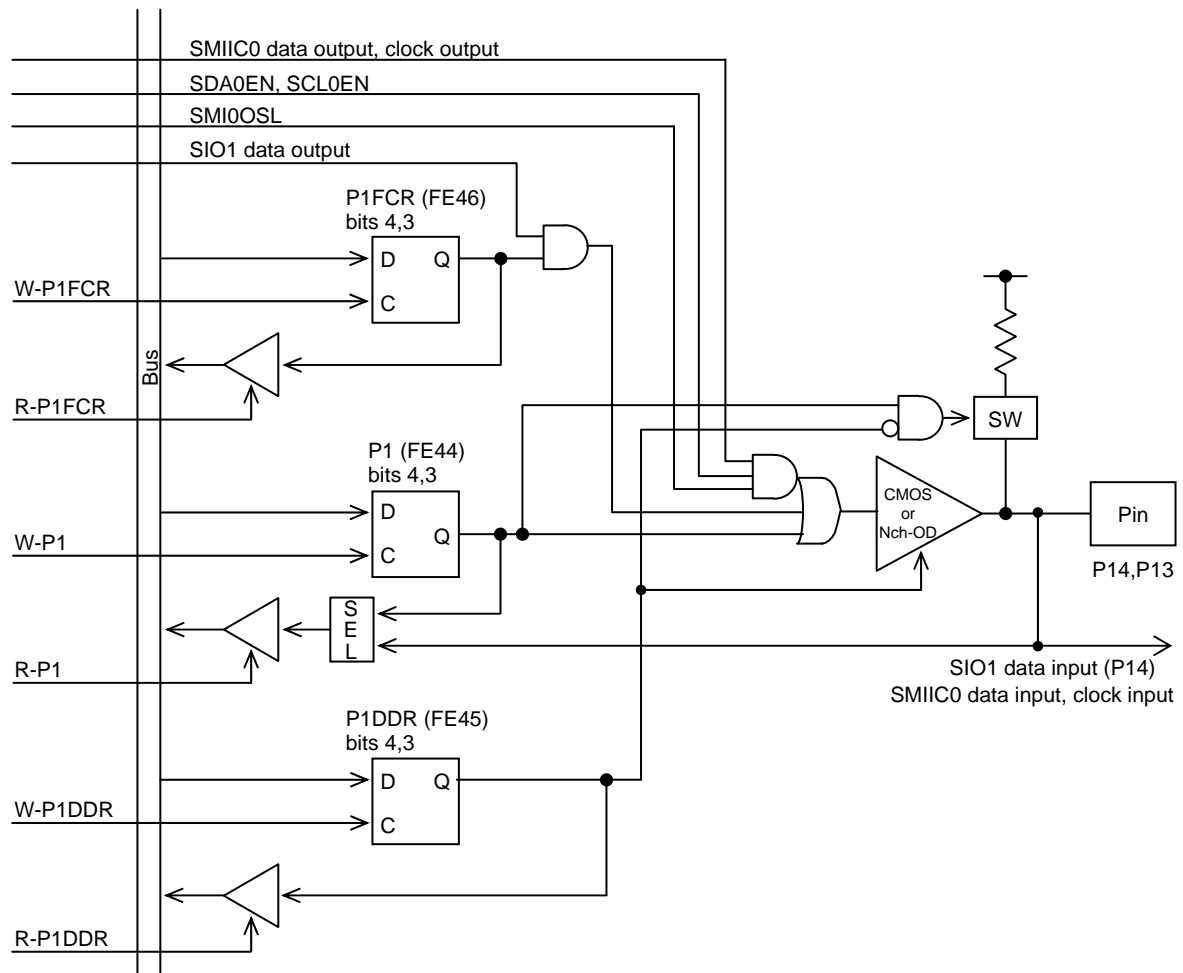 SMIIC0 data output, clock output
SDA0EN, SCL0EN
SMI0OSL
SIO1 data output
P1FCR (FE46)
bits 4,3
D Q
W-P1FCR
C
Bus
R-P1FCR
SW
P1 (FE44)
bits 4,3
CMOS
or
Nch-OD
D
Q
Pin
W-P1
C
P14,P13
S
E
L
R-P1
SIO1 data input (P14)
SMIIC0 data input, clock input
P1DDR (FE45)
bits 4,3
D Q
W-P1DDR
C
R-P1DDR